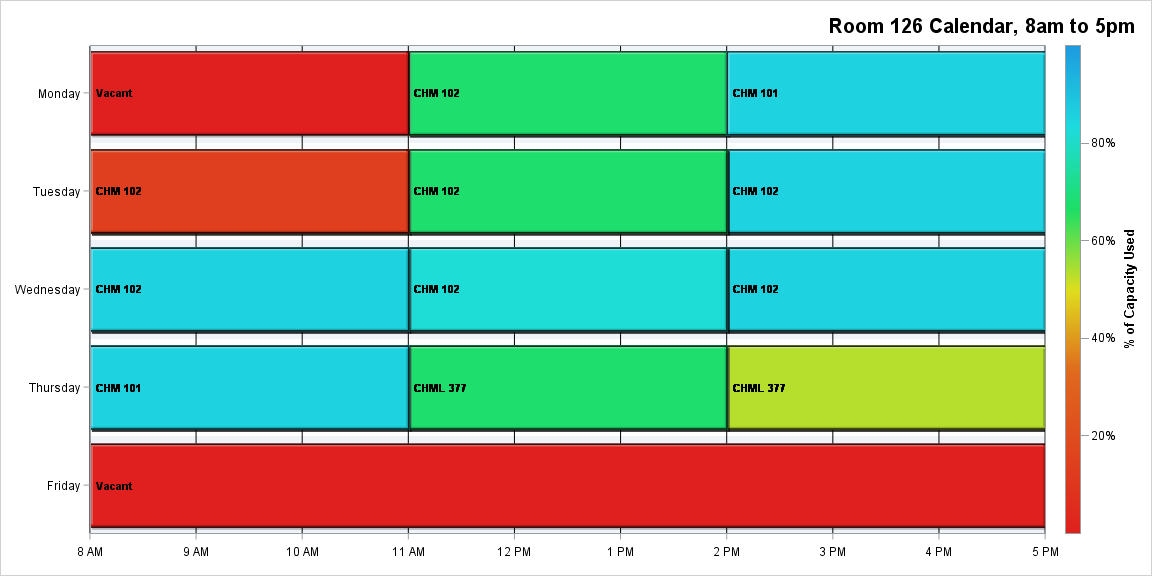 Room 126 Calendar, 8am to 5pm
Monday
Vacant
CHM 102
CHM 101
Tuesday
CHM 102
CHM 102
CHM 102
Wednesday
CHM 102
CHM 102
CHM 102
Thursday
CHM 101
CHML 377
CHML 377
Friday
Vacant
8 AM
9 AM
10 AM
11 AM
12 PM
1 PM
2 PM
3 PM
4 PM
5 PM
80%
60%
40%
20%
% of Capacity Used